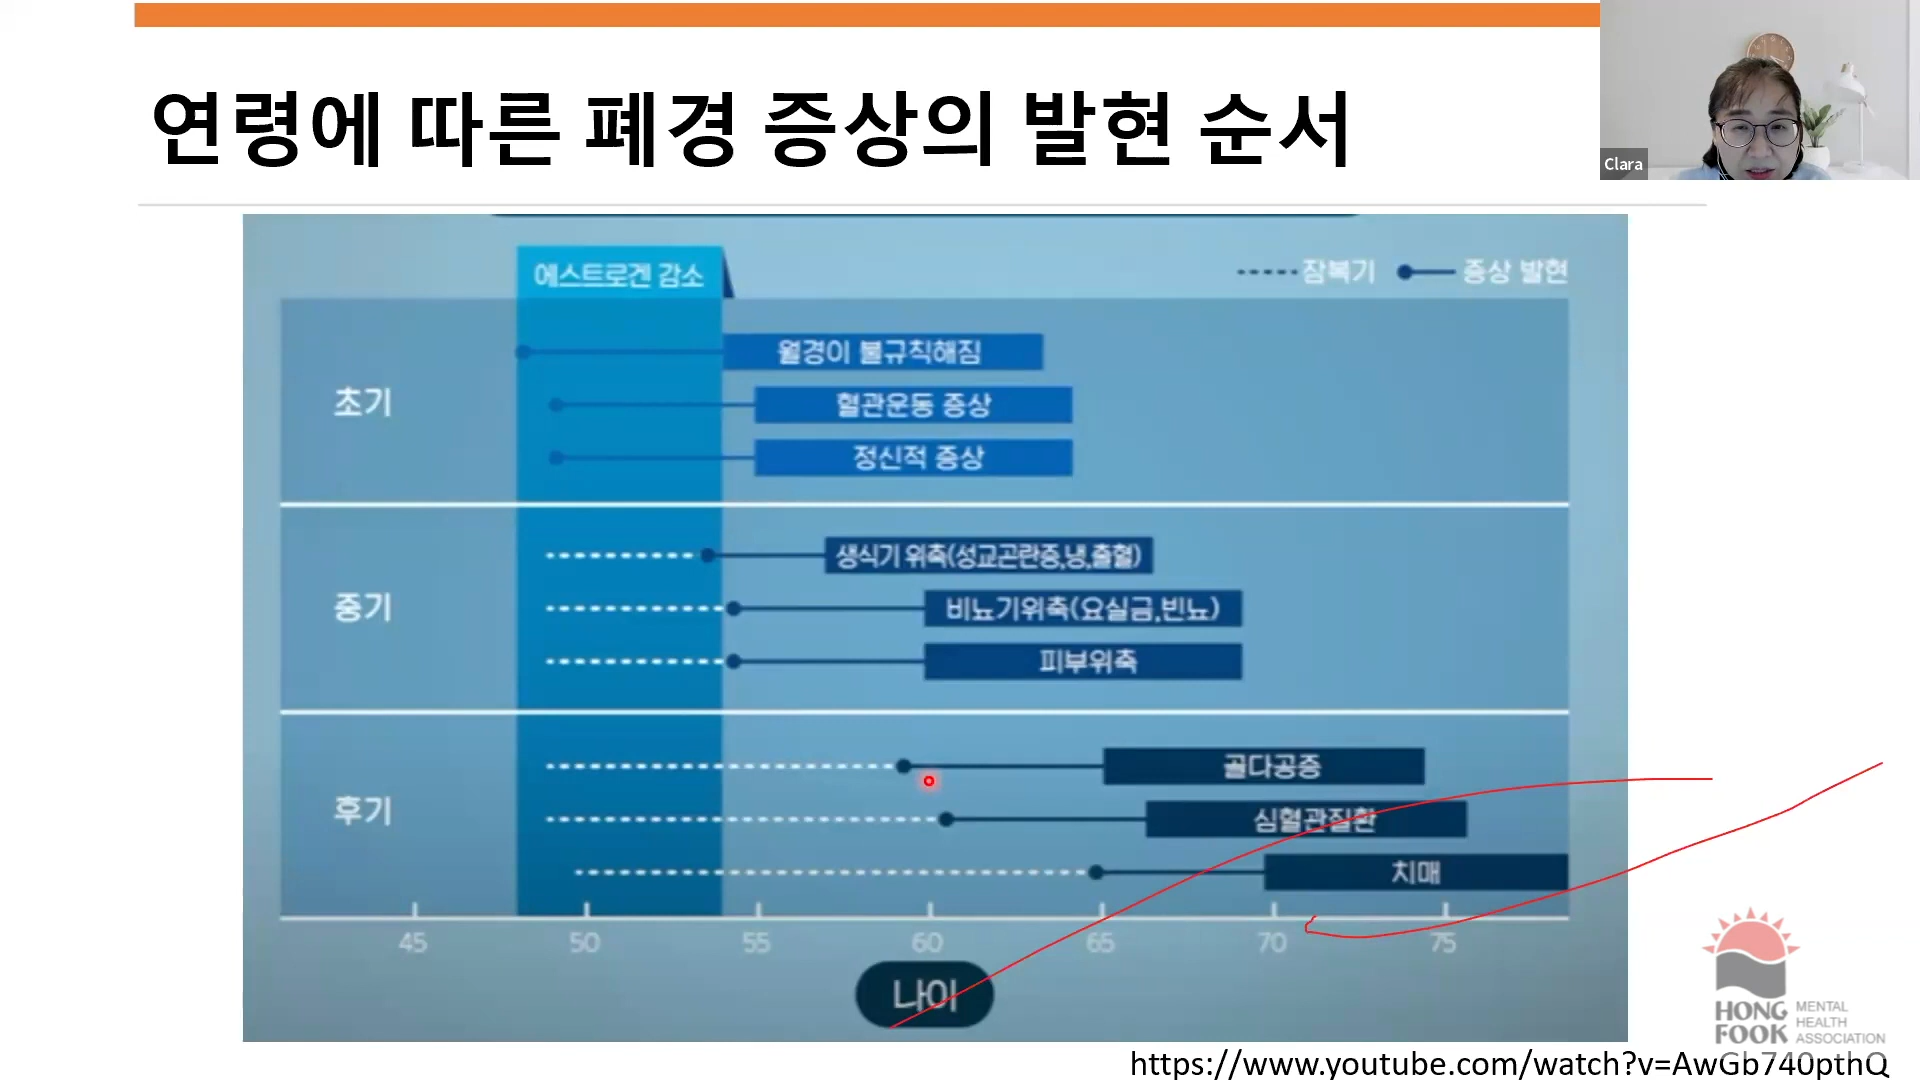 연령에 따른 폐경 증상의 발현 순서
Clara
에스트로겐 감소
잠복기
증상 발현
초기
월경이 불규칙해짐
혈관운동 증상
정신적 증상
중기
생식기 위축(성교곤란증,냉,출혈)
비뇨기위축(요실금,빈뇨)
피부위축
후기
골다공증
심혈관질환
치매
45 50 55 60 65 70 75
나이
HONG FOOK
MENTAL HEALTH ASSOCIATION
https://www.youtube.com/watch?v=AwGb740pthQ